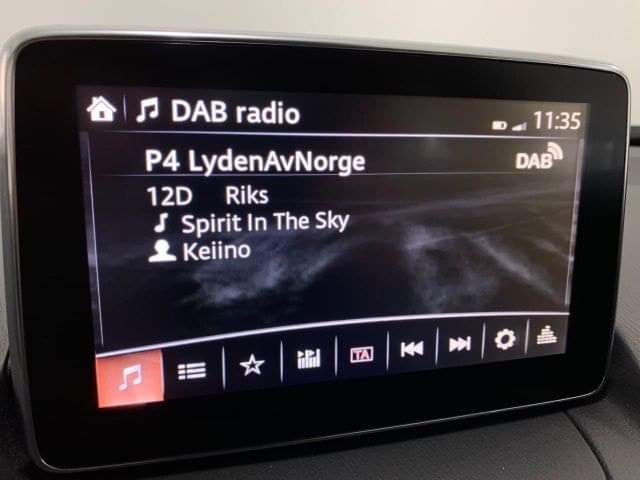 DAB radio 11:35
P4 LydenAvNorge DAB
12D Riks
Spirit In The Sky
Keiino
TA